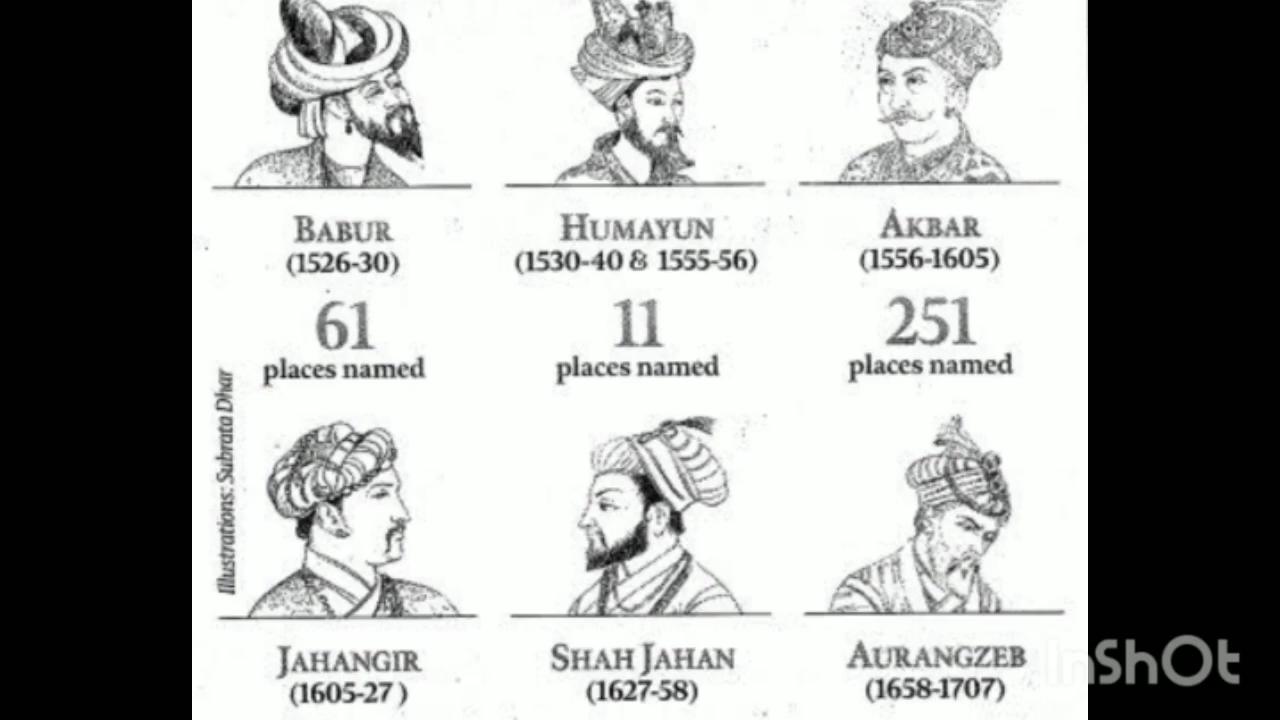 BABUR
(1526-30)
61
places named
HUMAYUN
(1530-40 & 1555-56)
11
places named
AKBAR
(1556-1605)
251
places named
Illustrations: Subrata Dhar
JAHANGIR
(1605-27)
SHAH JAHAN
(1627-58)
AURANGZEB
(1658-1707)
InShOt